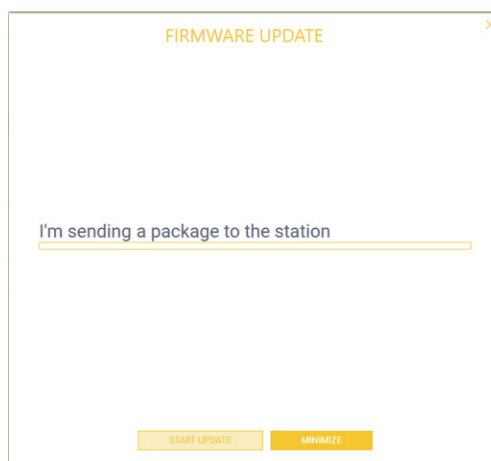 FIRMWARE UPDATE
I'm sending a package to the station
START UPDATE
MINIMIZE